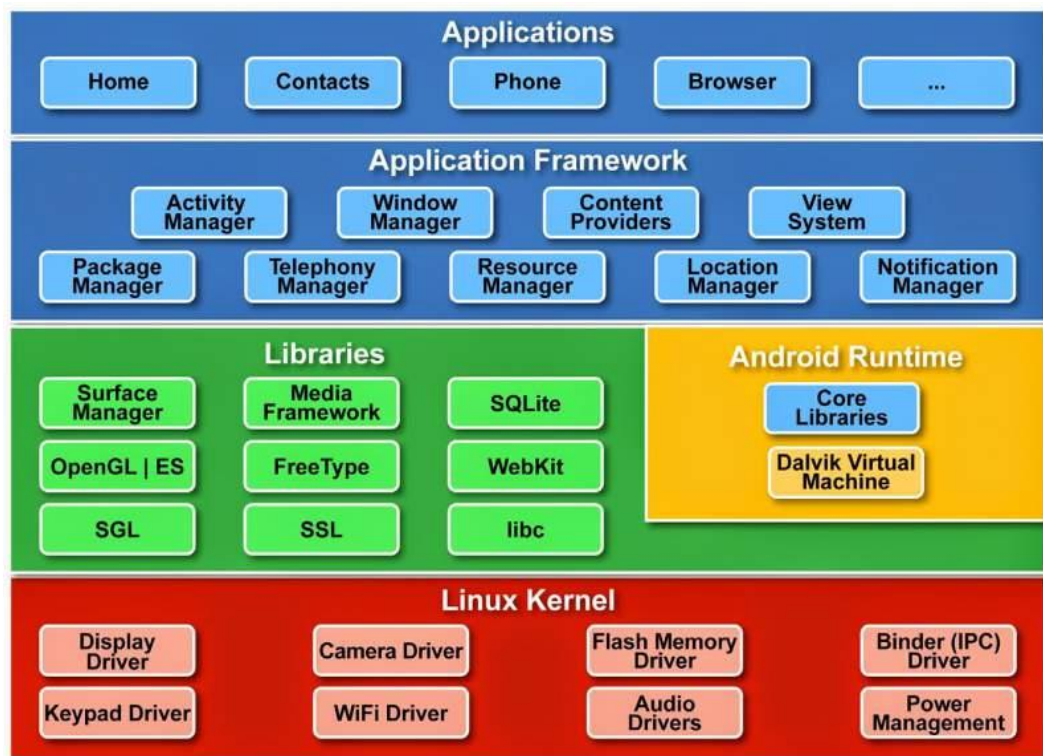 Applications
Home
Contacts
Phone
Browser
...
Application Framework
Activity
Manager
Window
Manager
Content
Providers
View
System
Package
Manager
Telephony
Manager
Resource
Manager
Location
Manager
Notification
Manager
Libraries
Surface
Manager
Media
Framework
SQLite
OpenGL | ES
FreeType
WebKit
SGL
SSL
libc
Android Runtime
Core
Libraries
Dalvik Virtual
Machine
Linux Kernel
Display
Driver
Camera Driver
Flash Memory
Driver
Binder (IPC)
Driver
Keypad Driver
WiFi Driver
Audio
Drivers
Power
Management